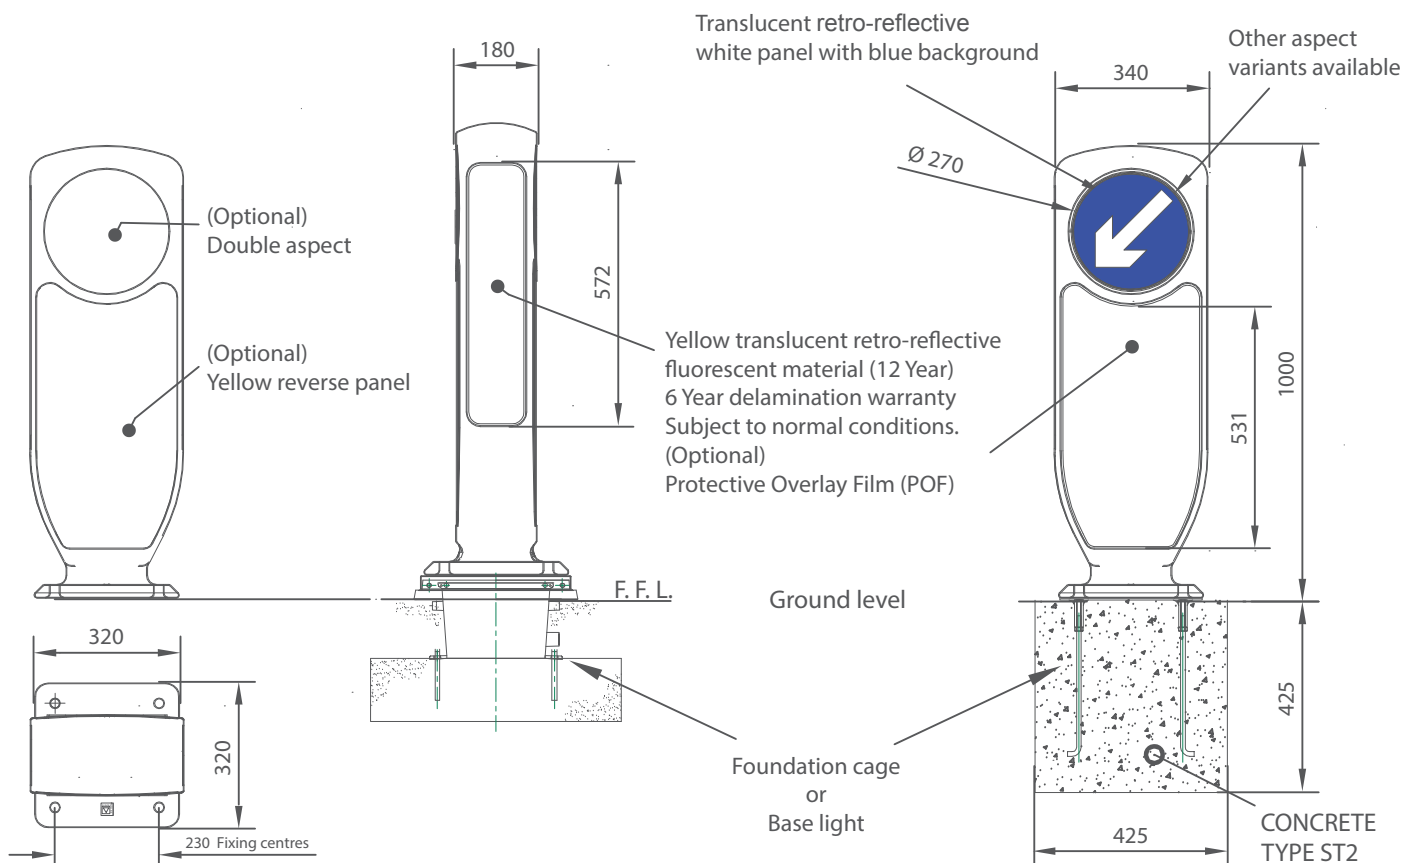 Translucent retro-reflective
white panel with blue background
Other aspect
variants available
180
340
Ø 270
(Optional)
Double aspect
572
1000
(Optional)
Yellow reverse panel
Yellow translucent retro-reflective
fluorescent material (12 Year)
6 Year delamination warranty
Subject to normal conditions.
(Optional)
Protective Overlay Film (POF)
531
F. F. L.
Ground level
320
320
425
Foundation cage
or
Base light
230 Fixing centres
425
CONCRETE
TYPE ST2